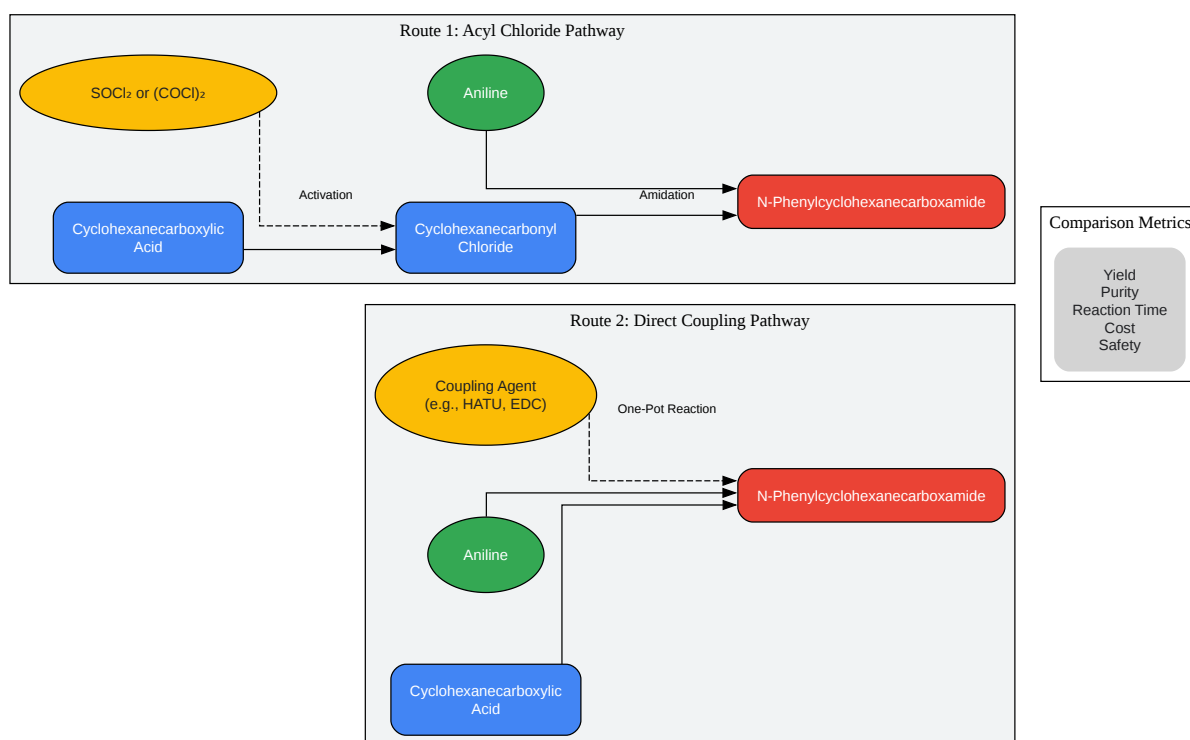 Route 1: Acyl Chloride Pathway
SOCl₂ or (COCl)₂
Aniline
Activation
Amidation
Cyclohexanecarboxylic
Acid
Cyclohexanecarbonyl
Chloride
N-Phenylcyclohexanecarboxamide
Route 2: Direct Coupling Pathway
Coupling Agent
(e.g., HATU, EDC)
One-Pot Reaction
N-Phenylcyclohexanecarboxamide
Aniline
Cyclohexanecarboxylic
Acid
Comparison Metrics
Yield
Purity
Reaction Time
Cost
Safety